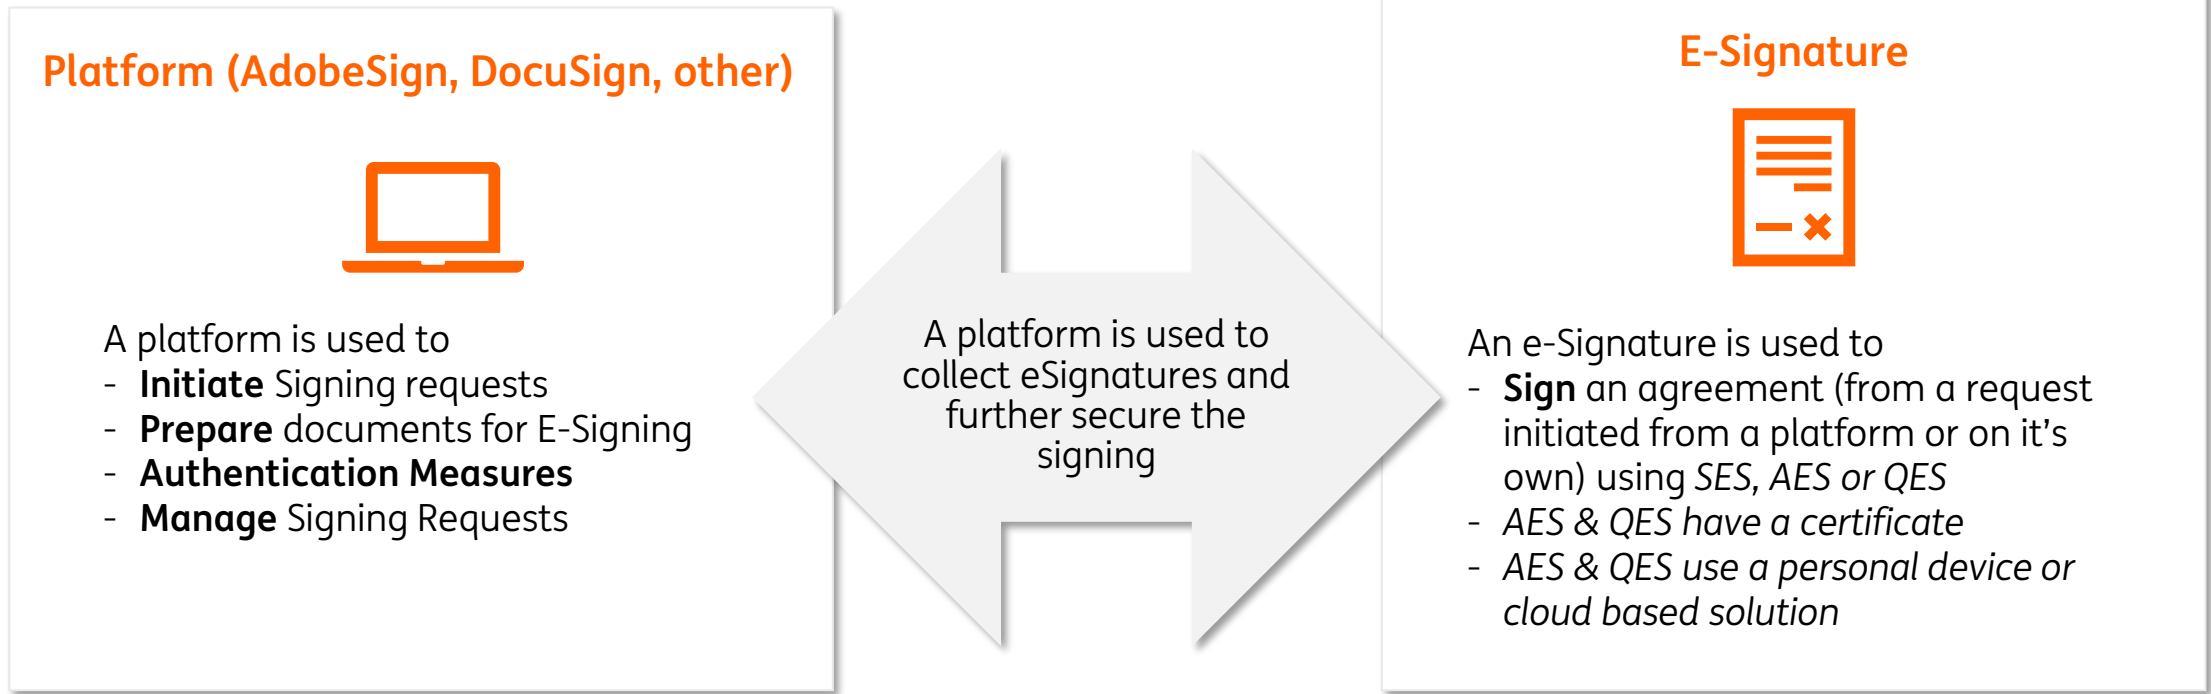 Platform (AdobeSign, DocuSign, other)
A platform is used to
- Initiate Signing requests
- Prepare documents for E-Signing
- Authentication Measures
- Manage Signing Requests
A platform is used to
collect eSignatures and
further secure the
signing
E-Signature
An e-Signature is used to
- Sign an agreement (from a request
initiated from a platform or on it's
own) using SES, AES or QES
- AES & QES have a certificate
- AES & QES use a personal device or
cloud based solution